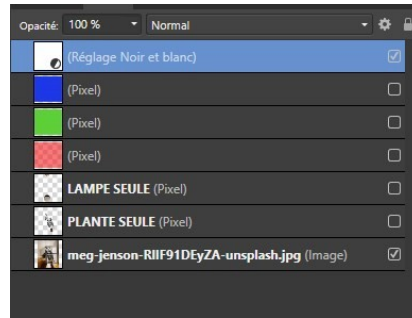 Opacité: 100 % Normal
(Réglage Noir et blanc)
(Pixel)
(Pixel)
(Pixel)
LAMPE SEULE (Pixel)
PLANTE SEULE (Pixel)
meg-jenson-RIIF91DEyZA-unsplash.jpg (Image)